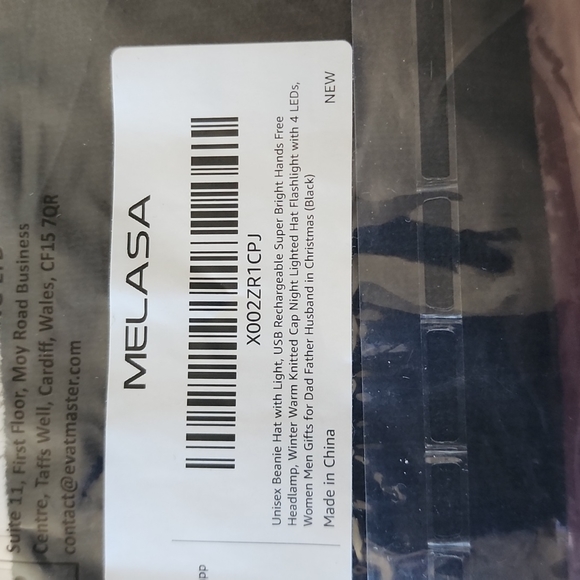 Suite 11, First Floor, Moy Road Business
Centre, Taffs Well, Cardiff, Wales, CF15 7QR
contact@evatmaster.com
MELASA
X002ZR1CPJ
Unisex Beanie Hat with Light, USB Rechargeable Super Bright Hands Free
Headlamp, Winter Warm Knitted Cap Night Lighted Hat Flashlight with 4 LEDs,
Women Men Gifts for Dad Father Husband in Christmas (Black)
NEW
Made in China